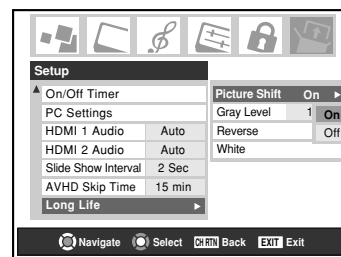 Setup
On/Off Timer
PC Settings
HDMI 1 Audio Auto
HDMI 2 Audio Auto
Slide Show Interval 2 Sec
AVHD Skip Time 15 min
Long Life
Picture Shift On
Gray Level 1 On
Reverse Off
White
Navigate Select CH RTN Back EXIT Exit